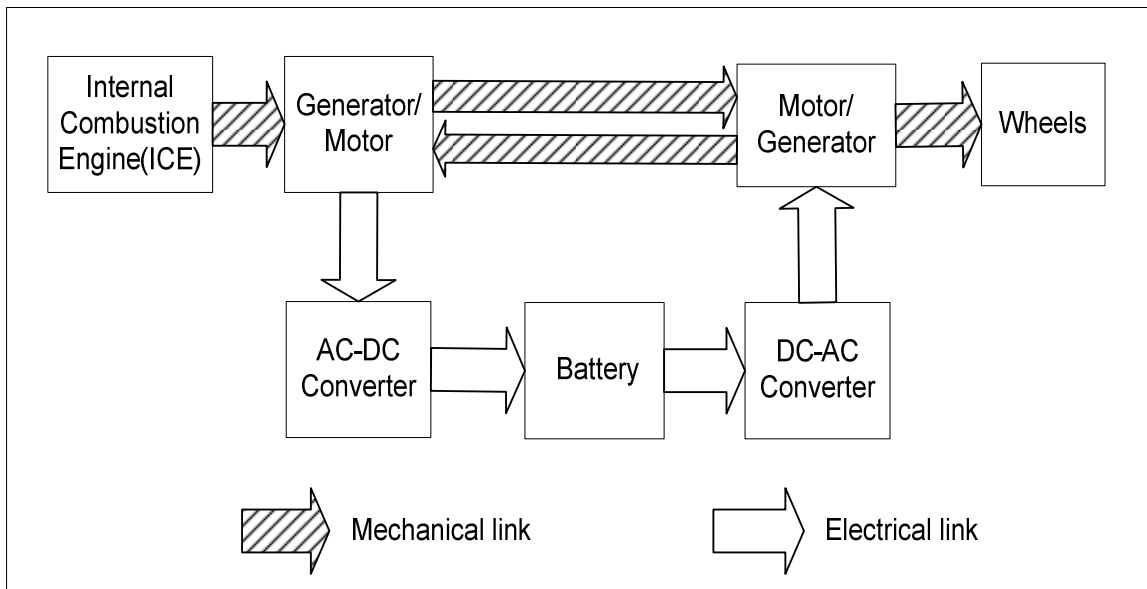 Internal
Combustion
Engine(ICE)
Generator/
Motor
Motor/
Generator
Wheels
AC-DC
Converter
Battery
DC-AC
Converter
Mechanical link
Electrical link